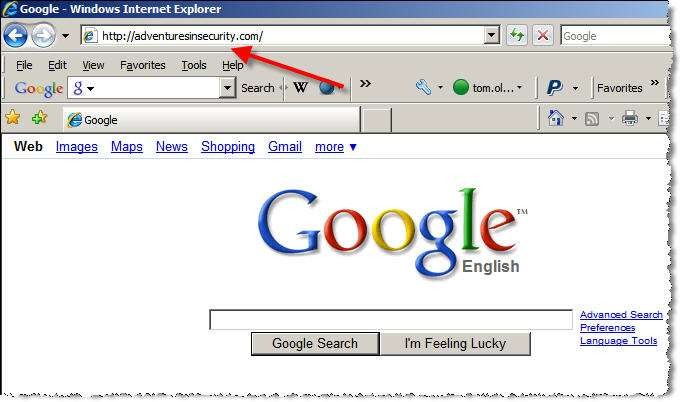 Google - Windows Internet Explorer
http://adventuresinsecurity.com/ Google
File Edit View Favorites Tools Help
Google g Search W tom.ol... P Favorites
Google
Web Images Maps News Shopping Gmail more
Google™
English
Advanced Search
Preferences
Language Tools
Google Search I'm Feeling Lucky